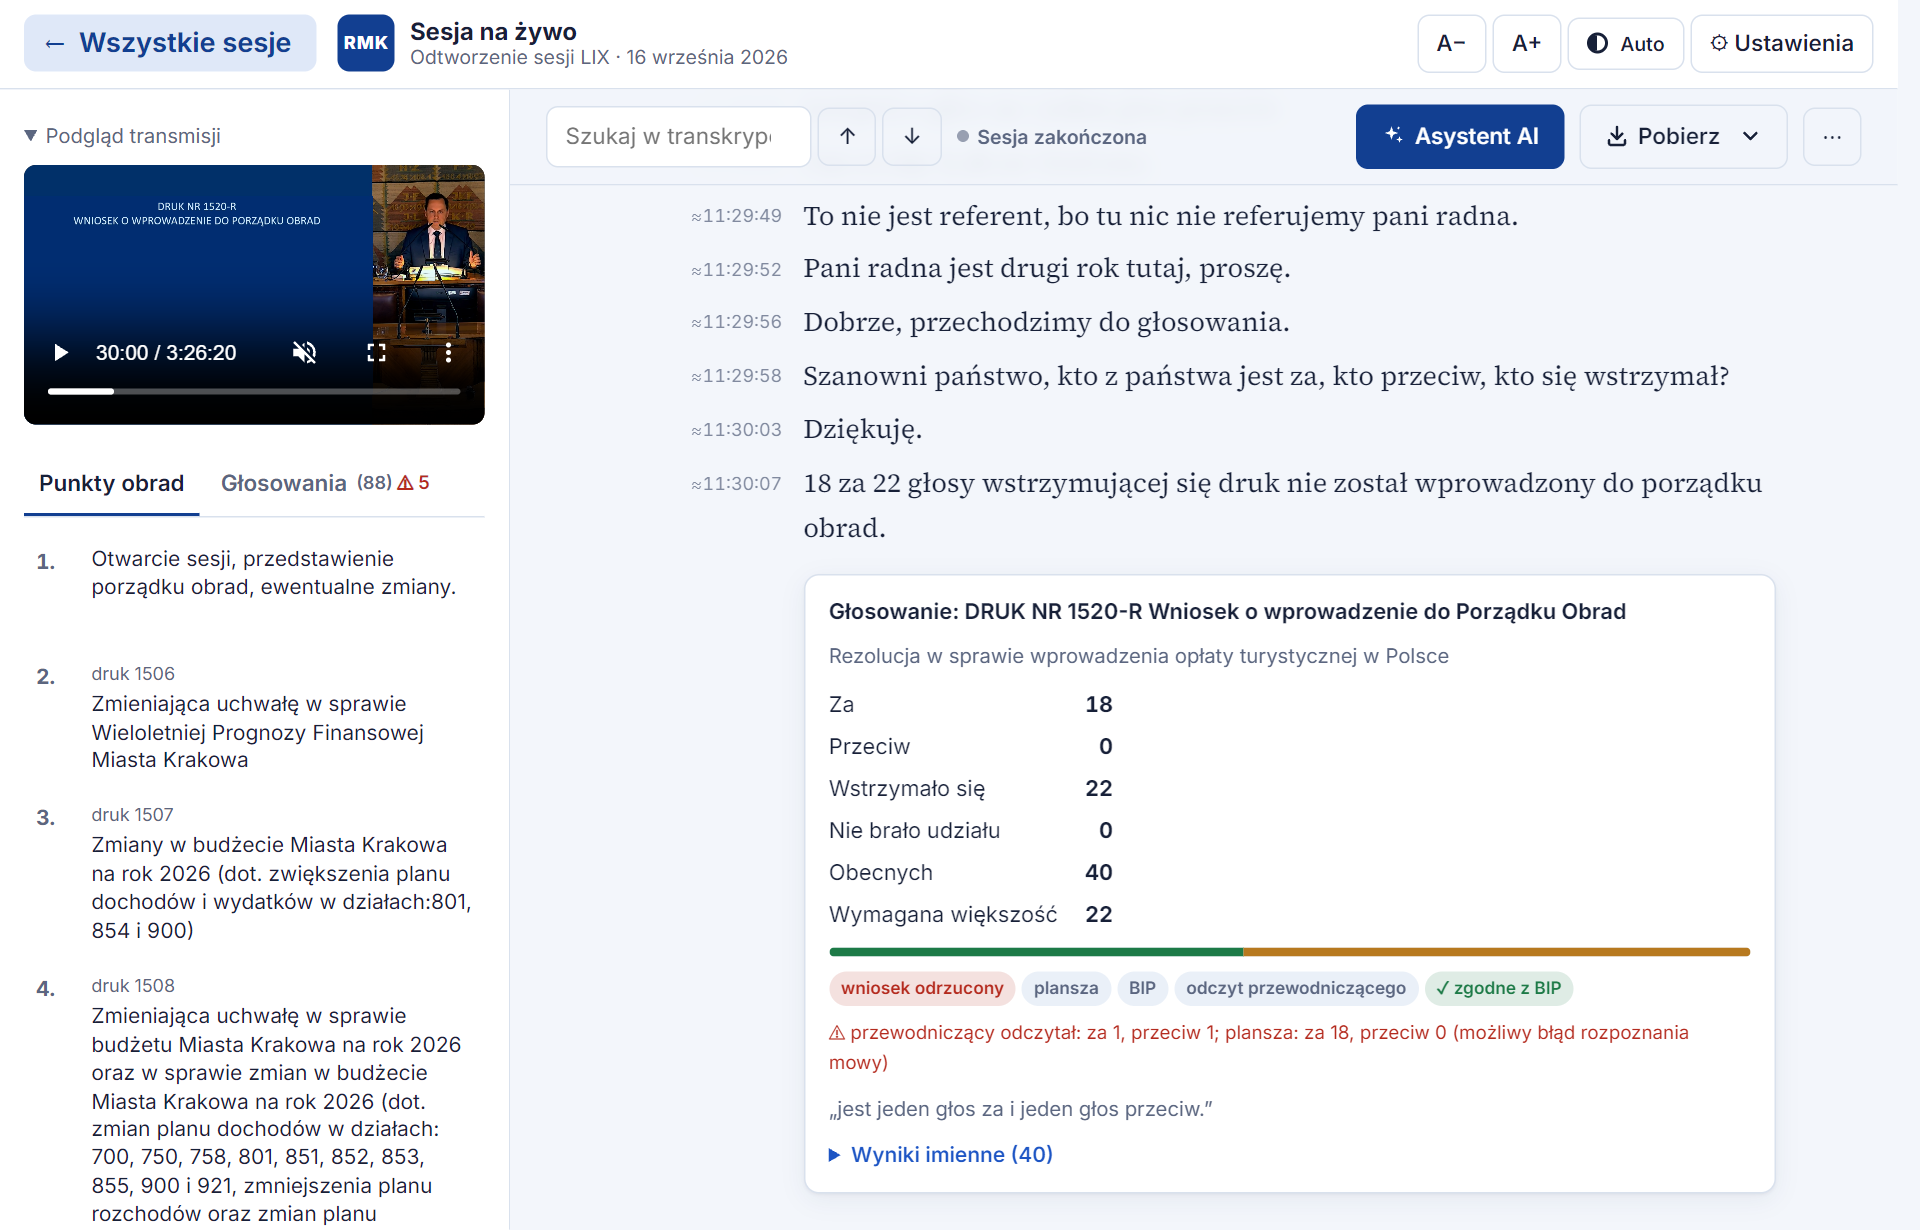 ← Wszystkie sesje
RMK
Sesja na żywo
Odtworzenie sesji LIX · 16 września 2026
A−
A+
Auto
Ustawienia
▼ Podgląd transmisji
DRUK NR 1520-R
WNIOSEK O WPROWADZENIE DO PORZĄDKU OBRAD
30:00 / 3:26:20
Punkty obrad
Głosowania (88) ⚠ 5
1.
Otwarcie sesji, przedstawienie
porządku obrad, ewentualne zmiany.
2.
druk 1506
Zmieniająca uchwałę w sprawie
Wieloletniej Prognozy Finansowej
Miasta Krakowa
3.
druk 1507
Zmiany w budżecie Miasta Krakowa
na rok 2026 (dot. zwiększenia planu
dochodów i wydatków w działach:801,
854 i 900)
4.
druk 1508
Zmieniająca uchwałę w sprawie
budżetu Miasta Krakowa na rok 2026
oraz w sprawie zmian w budżecie
Miasta Krakowa na rok 2026 (dot.
zmian planu dochodów w działach:
700, 750, 758, 801, 851, 852, 853,
855, 900 i 921, zmniejszenia planu
rozchodów oraz zmian planu
Szukaj w transkryp
↑
↓
Sesja zakończona
Asystent AI
Pobierz
···
≈11:29:49 To nie jest referent, bo tu nic nie referujemy pani radna.
≈11:29:52 Pani radna jest drugi rok tutaj, proszę.
≈11:29:56 Dobrze, przechodzimy do głosowania.
≈11:29:58 Szanowni państwo, kto z państwa jest za, kto przeciw, kto się wstrzymał?
≈11:30:03 Dziękuję.
≈11:30:07 18 za 22 głosy wstrzymującej się druk nie został wprowadzony do porządku
obrad.
Głosowanie: DRUK NR 1520-R Wniosek o wprowadzenie do Porządku Obrad
Rezolucja w sprawie wprowadzenia opłaty turystycznej w Polsce
Za 18
Przeciw 0
Wstrzymało się 22
Nie brało udziału 0
Obecnych 40
Wymagana większość 22
wniosek odrzucony
plansza
BIP
odczyt przewodniczącego
✓ zgodne z BIP
⚠ przewodniczący odczytał: za 1, przeciw 1; plansza: za 18, przeciw 0 (możliwy błąd rozpoznania
mowy)
„jest jeden głos za i jeden głos przeciw.”
▶ Wyniki imienne (40)